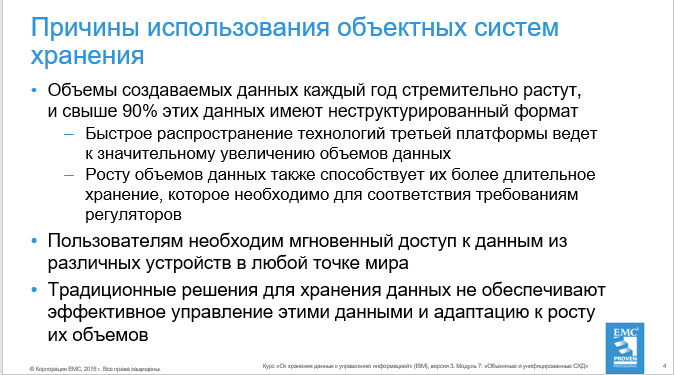 Причины использования объектных систем
хранения
• Объемы создаваемых данных каждый год стремительно растут,
и свыше 90% этих данных имеют неструктурированный формат
– Быстрое распространение технологий третьей платформы ведет
к значительному увеличению объемов данных
– Росту объемов данных также способствует их более длительное
хранение, которое необходимо для соответствия требованиям
регуляторов
• Пользователям необходим мгновенный доступ к данным из
различных устройств в любой точке мира
• Традиционные решения для хранения данных не обеспечивают
эффективное управление этими данными и адаптацию к росту
их объемов
EMC²
PROVEN
PROFESSIONAL
© Корпорация EMC, 2015 г. Все права защищены.
Курс «От хранения данных к управлению информацией» (ISM), версия 3. Модуль 7: «Объектные и унифицированные СХД»
4